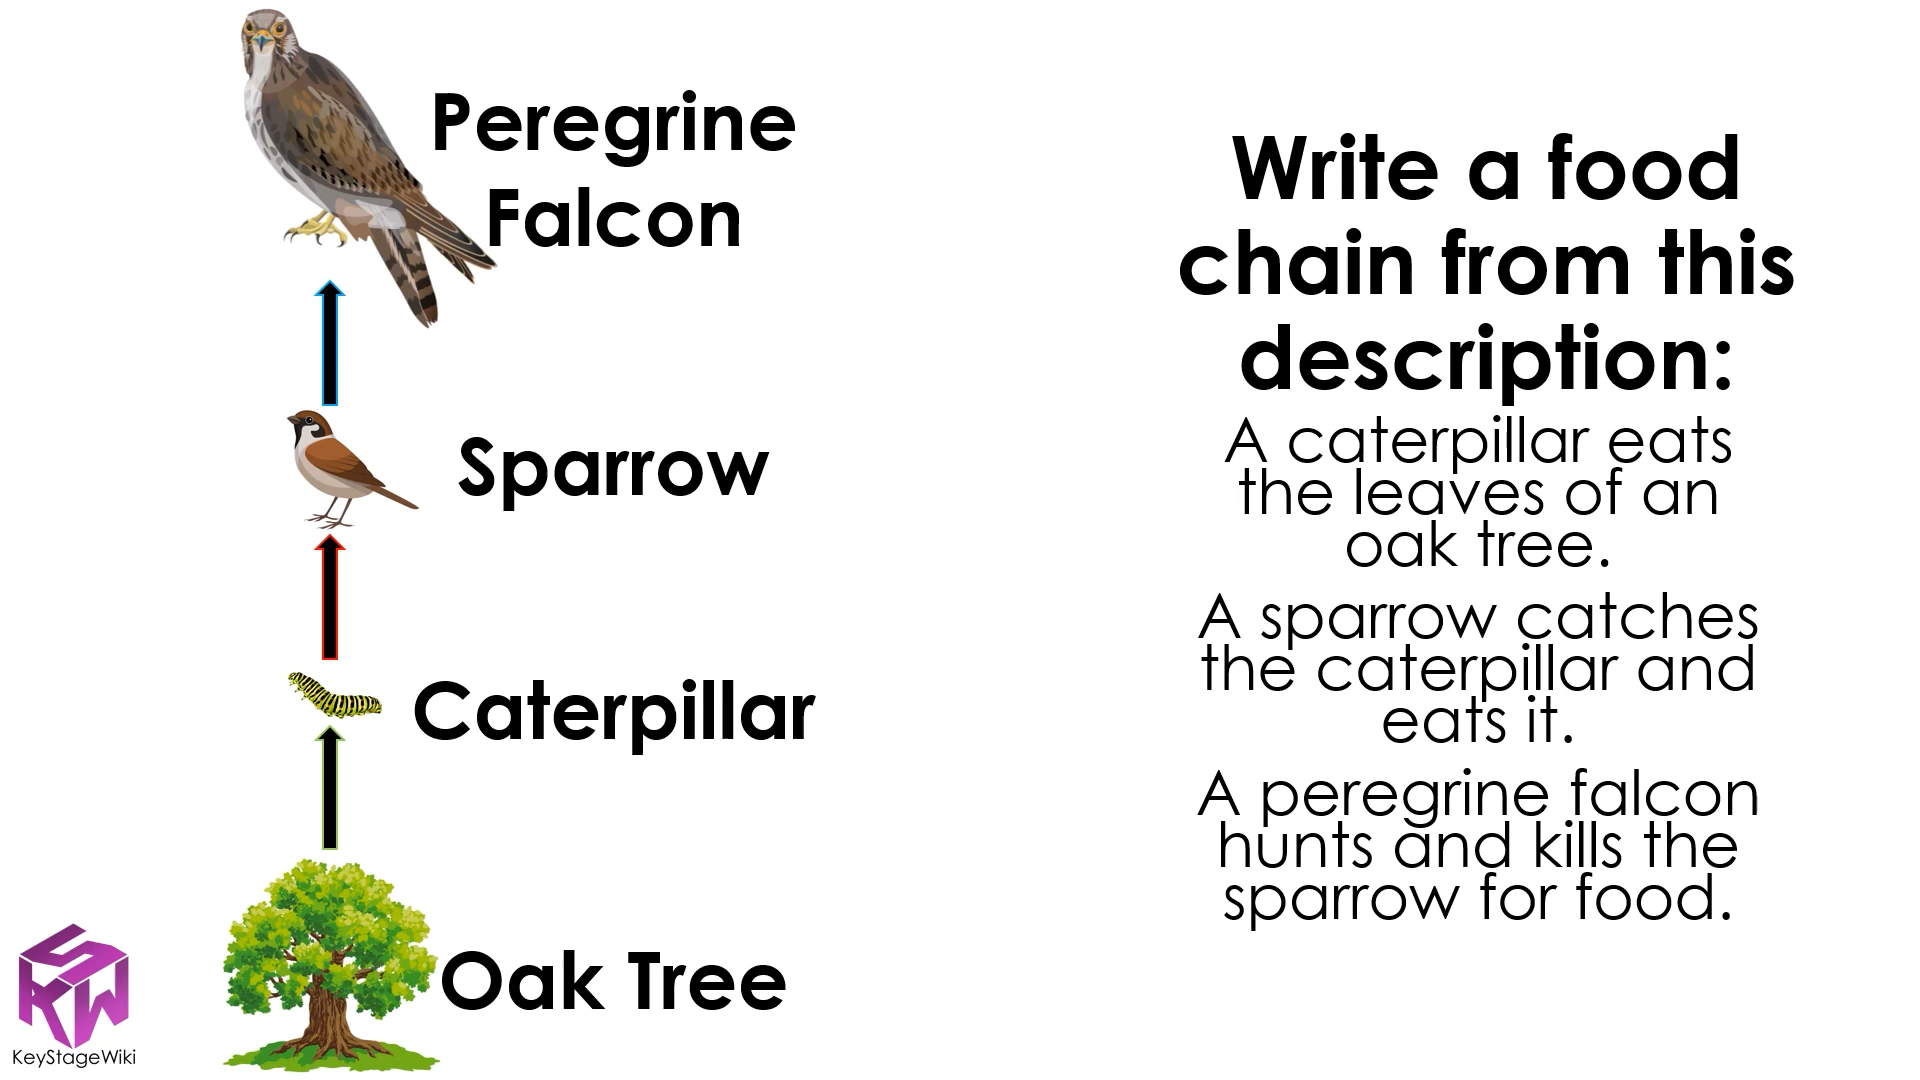 Peregrine
Falcon
Sparrow
Caterpillar
Oak Tree
Write a food
chain from this
description:
A caterpillar eats
the leaves of an
oak tree.
A sparrow catches
the caterpillar and
eats it.
A peregrine falcon
hunts and kills the
sparrow for food.
SKW
KeyStageWiki